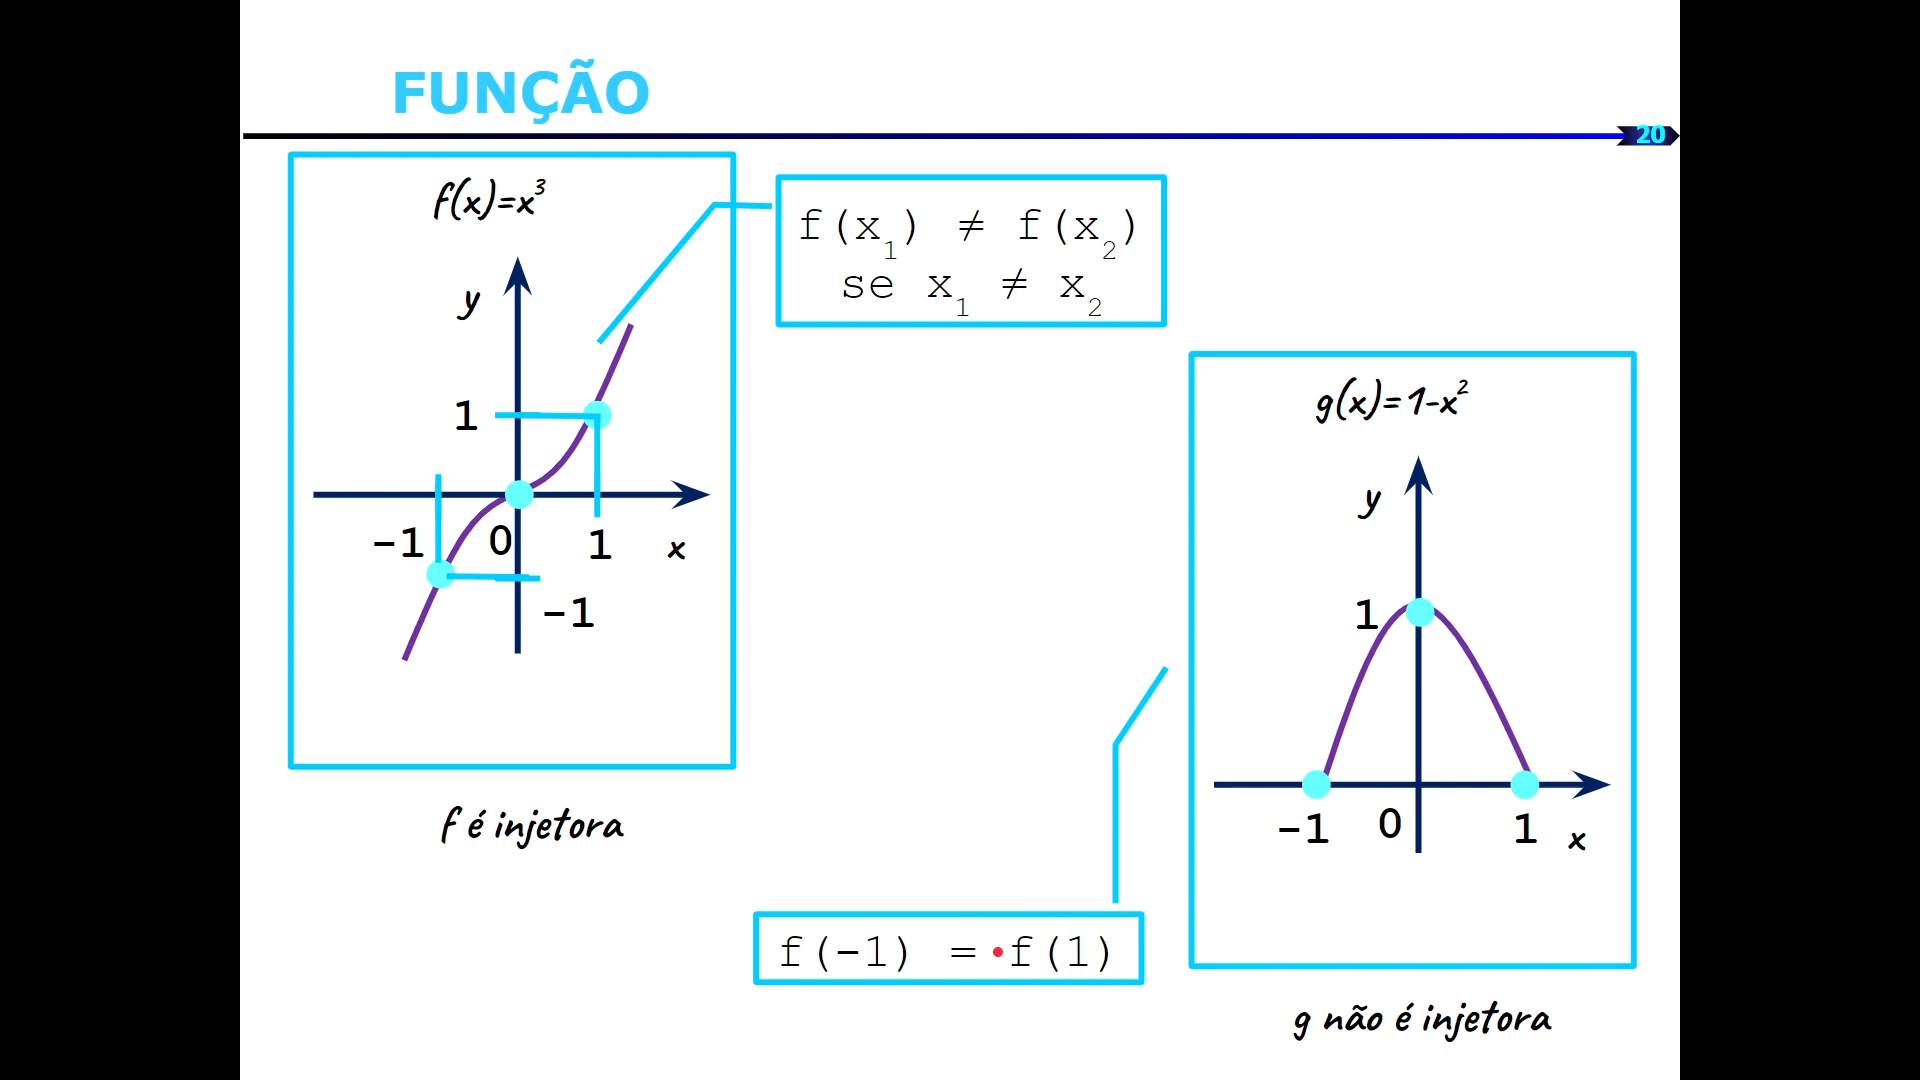 FUNÇÃO
20
f(x)=x³
f(x₁) ≠ f(x₂)
se x₁ ≠ x₂
y
1
-1
0
1
x
-1
f é injetora
g(x)=1-x²
y
1
-1
0
1
x
f(-1) = f(1)
g não é injetora